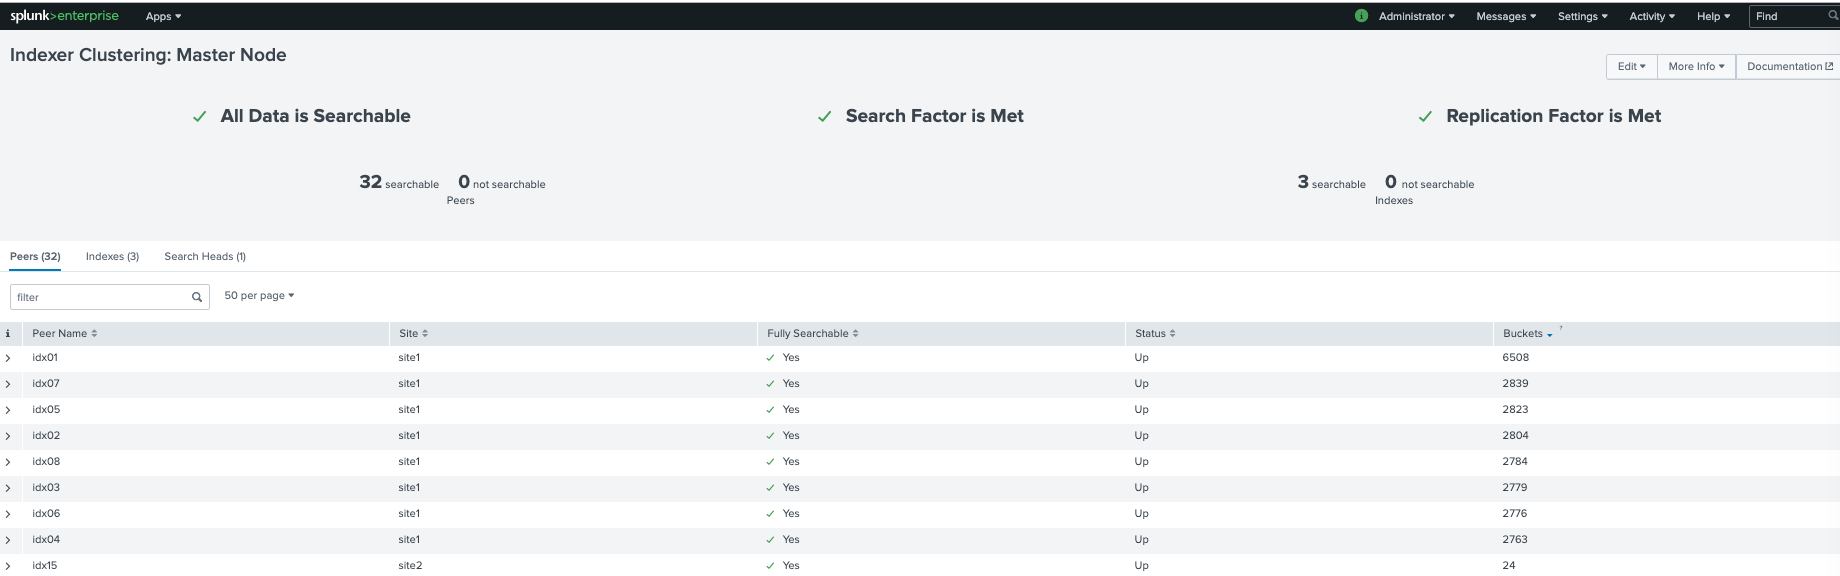 splunk>enterprise Apps Administrator Messages Settings Activity Help Find
Indexer Clustering: Master Node
Edit More Info Documentation
All Data is Searchable Search Factor is Met Replication Factor is Met
32 searchable 0 not searchable 3 searchable 0 not searchable
Peers Indexes
Peers (32) Indexes (3) Search Heads (1)
filter 50 per page
i Peer Name Site Fully Searchable Status Buckets ?
idx01 site1 Yes Up 6508
idx07 site1 Yes Up 2839
idx05 site1 Yes Up 2823
idx02 site1 Yes Up 2804
idx08 site1 Yes Up 2784
idx03 site1 Yes Up 2779
idx06 site1 Yes Up 2776
idx04 site1 Yes Up 2763
idx15 site2 Yes Up 24